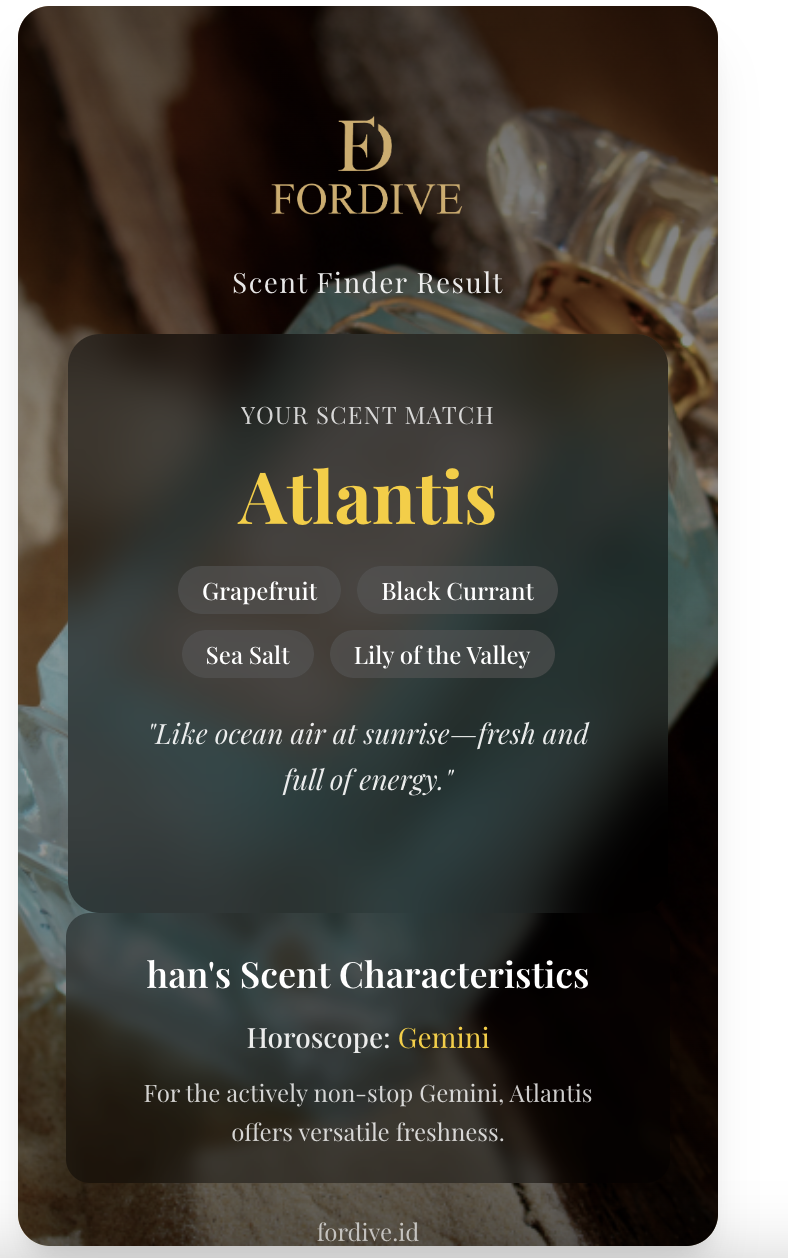 FD
FORDIVE
Scent Finder Result
YOUR SCENT MATCH
Atlantis
Grapefruit Black Currant
Sea Salt Lily of the Valley
"Like ocean air at sunrise—fresh and
full of energy."
han's Scent Characteristics
Horoscope: Gemini
For the actively non-stop Gemini, Atlantis
offers versatile freshness.
fordive.id